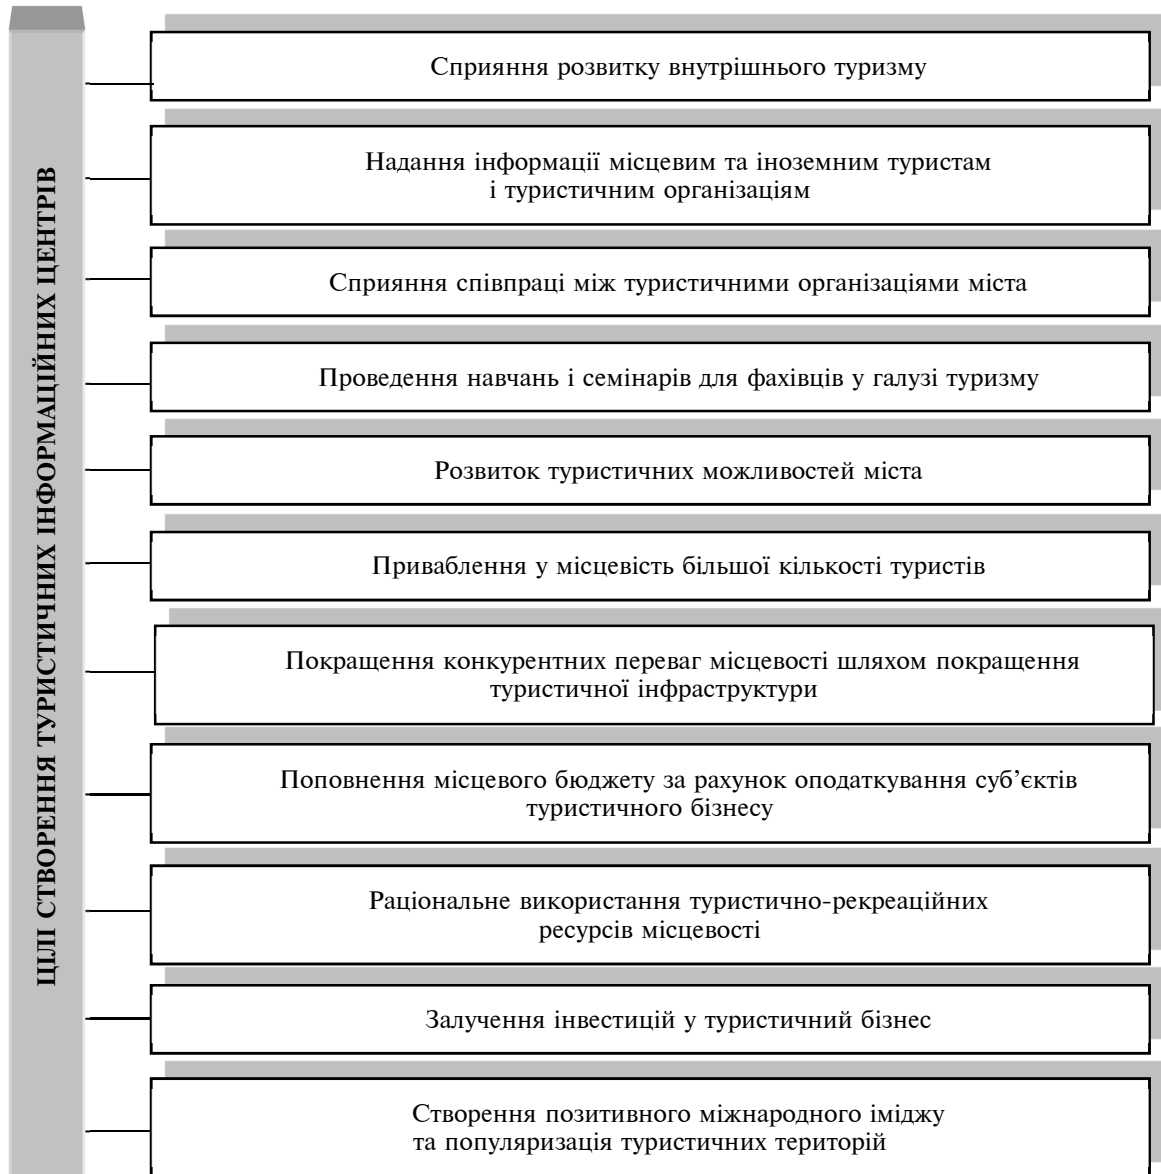 ЦІЛІ СТВОРЕННЯ ТУРИСТИЧНИХ ІНФОРМАЦІЙНИХ ЦЕНТРІВ
Сприяння розвитку внутрішнього туризму
Надання інформації місцевим та іноземним туристам
і туристичним організаціям
Сприяння співпраці між туристичними організаціями міста
Проведення навчань і семінарів для фахівців у галузі туризму
Розвиток туристичних можливостей міста
Приваблення у місцевість більшої кількості туристів
Покращення конкурентних переваг місцевості шляхом покращення
туристичної інфраструктури
Поповнення місцевого бюджету за рахунок оподаткування суб’єктів
туристичного бізнесу
Раціональне використання туристично-рекреаційних
ресурсів місцевості
Залучення інвестицій у туристичний бізнес
Створення позитивного міжнародного іміджу
та популяризація туристичних територій